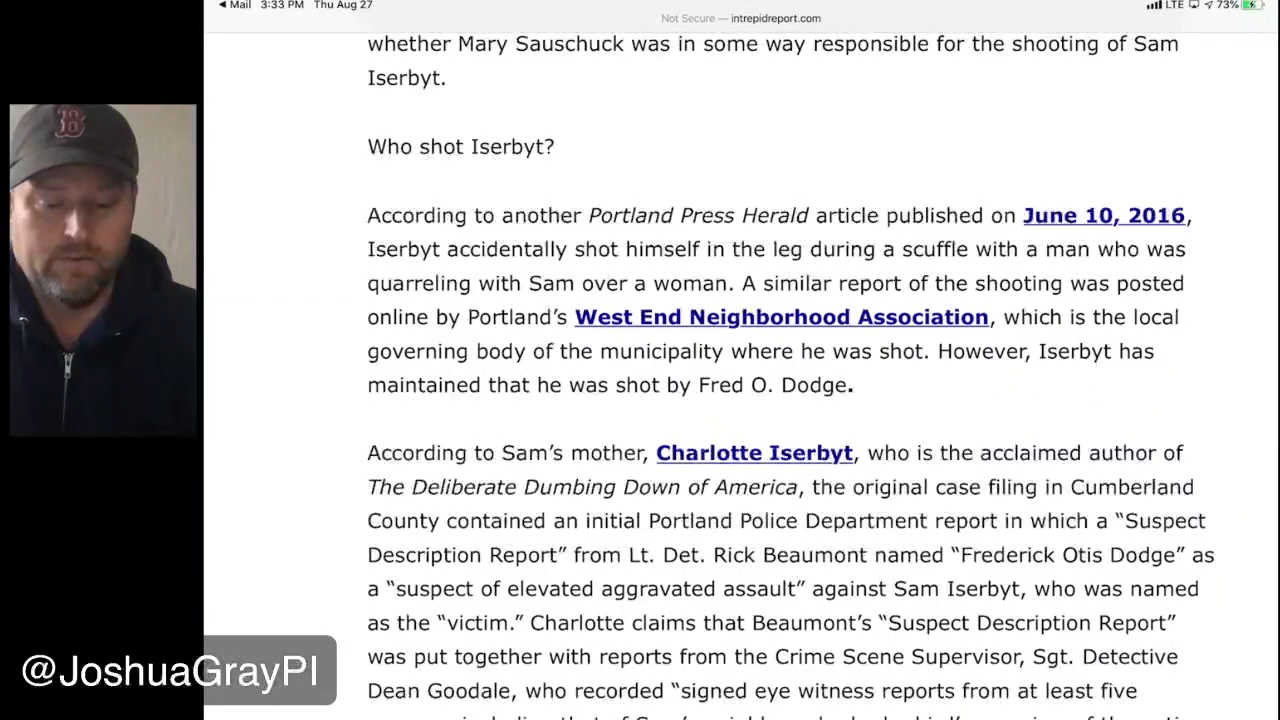 Mail 3:33 PM Thu Aug 27
LTE 73%
Not Secure — intrepidreport.com
whether Mary Sauschuck was in some way responsible for the shooting of Sam
Iserbyt.
Who shot Iserbyt?
According to another Portland Press Herald article published on June 10, 2016,
Iserbyt accidentally shot himself in the leg during a scuffle with a man who was
quarreling with Sam over a woman. A similar report of the shooting was posted
online by Portland’s West End Neighborhood Association, which is the local
governing body of the municipality where he was shot. However, Iserbyt has
maintained that he was shot by Fred O. Dodge.
According to Sam’s mother, Charlotte Iserbyt, who is the acclaimed author of
The Deliberate Dumbing Down of America, the original case filing in Cumberland
County contained an initial Portland Police Department report in which a “Suspect
Description Report” from Lt. Det. Rick Beaumont named “Frederick Otis Dodge” as
a “suspect of elevated aggravated assault” against Sam Iserbyt, who was named
as the “victim.” Charlotte claims that Beaumont’s “Suspect Description Report”
was put together with reports from the Crime Scene Supervisor, Sgt. Detective
Dean Goodale, who recorded “signed eye witness reports from at least five
B
@JoshuaGrayPI